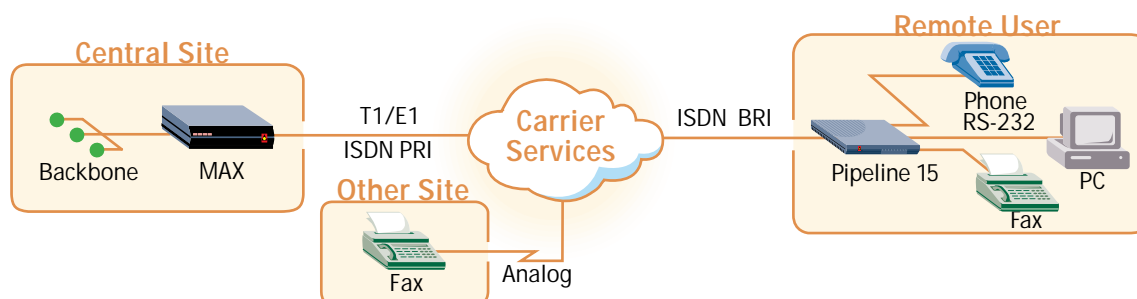 Central Site
Backbone
MAX
T1/E1
ISDN PRI
Other Site
Fax
Analog
Carrier
Services
ISDN BRI
Remote User
Phone
RS-232
Pipeline 15
PC
Fax